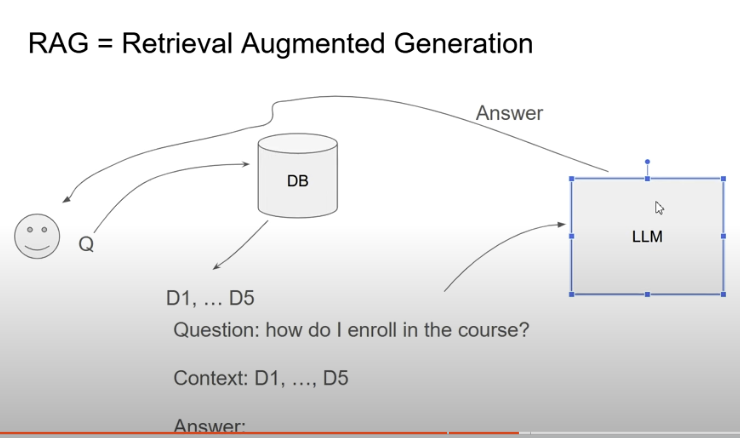 RAG = Retrieval Augmented Generation
Answer
DB
LLM
Q
D1, ... D5
Question: how do I enroll in the course?
Context: D1, ..., D5
Answer: